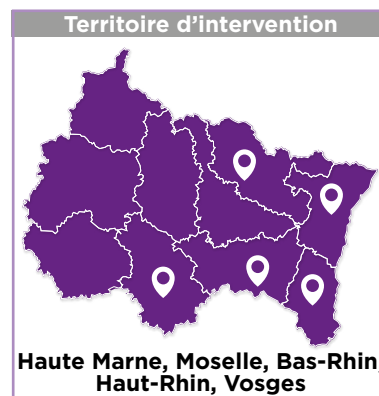 Territoire d’intervention
Haute Marne, Moselle, Bas-Rhin,
Haut-Rhin, Vosges